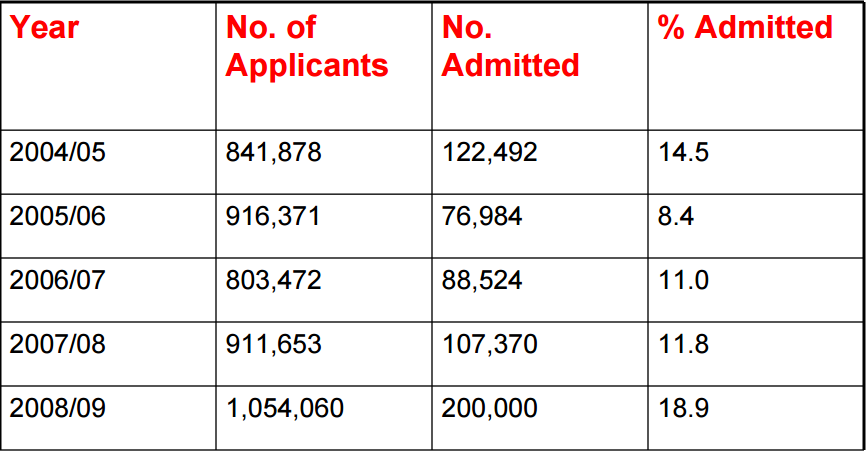 Year No. of Applicants No. Admitted % Admitted
2004/05 841,878 122,492 14.5
2005/06 916,371 76,984 8.4
2006/07 803,472 88,524 11.0
2007/08 911,653 107,370 11.8
2008/09 1,054,060 200,000 18.9